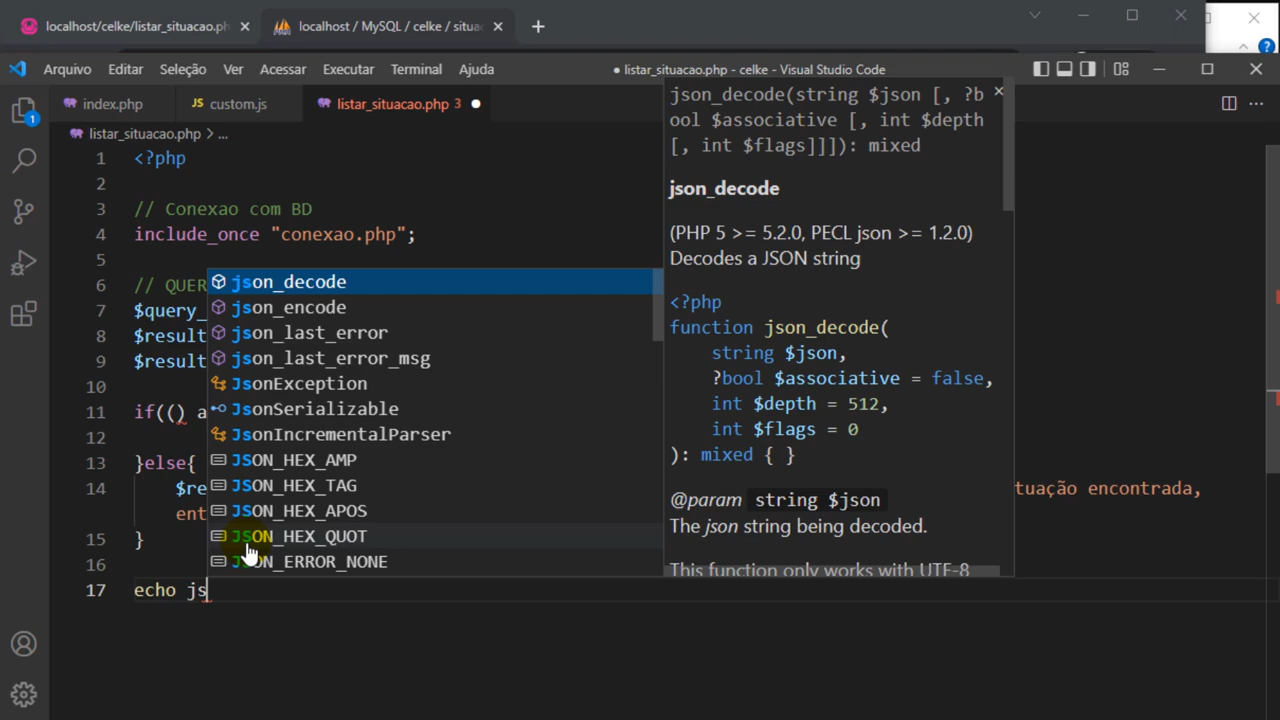 localhost/celke/listar_situacao.ph
localhost / MySQL / celke / situa
Arquivo Editar Seleção Ver Acessar Executar Terminal Ajuda
● listar_situacao.php - celke - Visual Studio Code
1
index.php
JS custom.js
listar_situacao.php 3
listar_situacao.php > ...
1 <?php
2
3 // Conexao com BD
4 include_once "conexao.php";
5
6 // QUER
7 $query_
8 $result
9 $result
10
11 if(() a
12
13 }else{
14 $re tuação encontrada,
ent
15 }
16
17 echo js
json_decode
json_encode
json_last_error
json_last_error_msg
JsonException
JsonSerializable
JsonIncrementalParser
JSON_HEX_AMP
JSON_HEX_TAG
JSON_HEX_APOS
JSON_HEX_QUOT
JSON_ERROR_NONE
json_decode(string $json [, ?b
ool $associative [, int $depth
[, int $flags]]]): mixed
json_decode
(PHP 5 >= 5.2.0, PECL json >= 1.2.0)
Decodes a JSON string
<?php
function json_decode(
string $json,
?bool $associative = false,
int $depth = 512,
int $flags = 0
): mixed { }
@param string $json
The json string being decoded.
This function only works with UTF-8